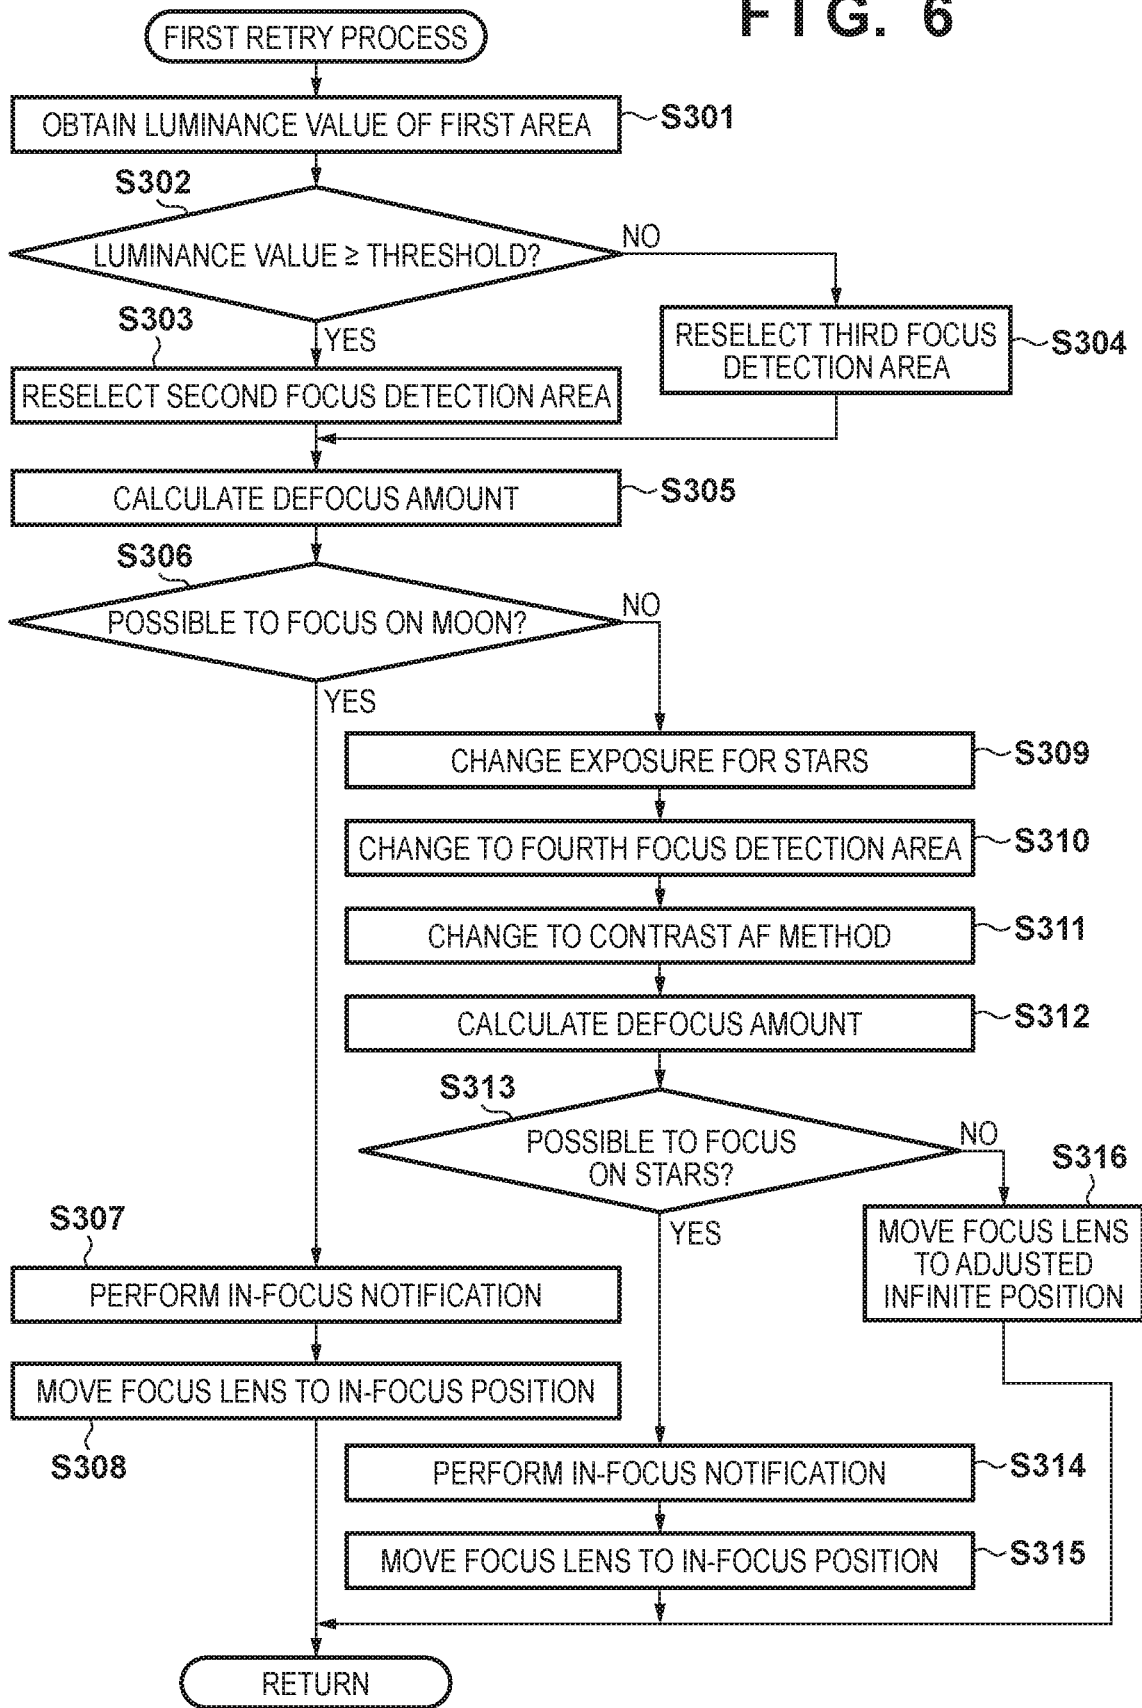 FIG. 6
FIRST RETRY PROCESS
OBTAIN LUMINANCE VALUE OF FIRST AREA
S301
S302
LUMINANCE VALUE ≥ THRESHOLD?
NO
YES
S303
RESELECT SECOND FOCUS DETECTION AREA
RESELECT THIRD FOCUS
DETECTION AREA
S304
CALCULATE DEFOCUS AMOUNT
S305
S306
POSSIBLE TO FOCUS ON MOON?
NO
YES
CHANGE EXPOSURE FOR STARS
S309
CHANGE TO FOURTH FOCUS DETECTION AREA
S310
CHANGE TO CONTRAST AF METHOD
S311
CALCULATE DEFOCUS AMOUNT
S312
S313
POSSIBLE TO FOCUS
ON STARS?
NO
YES
S316
MOVE FOCUS LENS
TO ADJUSTED
INFINITE POSITION
S307
PERFORM IN-FOCUS NOTIFICATION
MOVE FOCUS LENS TO IN-FOCUS POSITION
S308
PERFORM IN-FOCUS NOTIFICATION
S314
MOVE FOCUS LENS TO IN-FOCUS POSITION
S315
RETURN